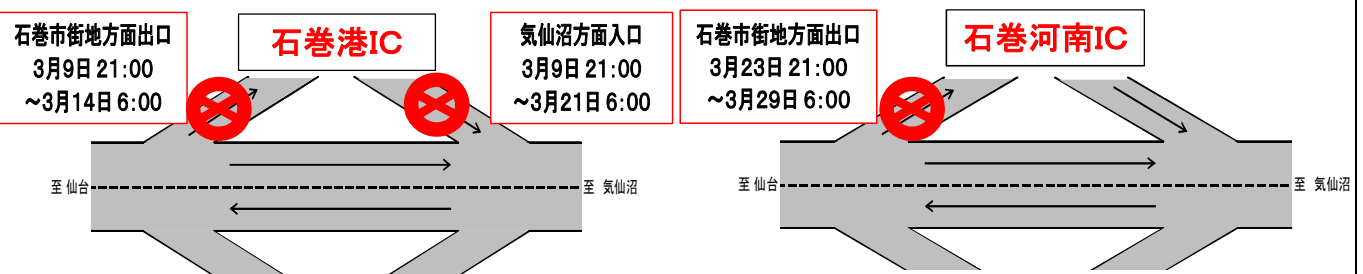 石巻市街地方面出口
3月9日 21:00
～3月14日 6:00
石巻港IC
気仙沼方面入口
3月9日 21:00
～3月21日 6:00
至 仙台
至 気仙沼
石巻市街地方面出口
3月23日 21:00
～3月29日 6:00
石巻河南IC
至 仙台
至 気仙沼